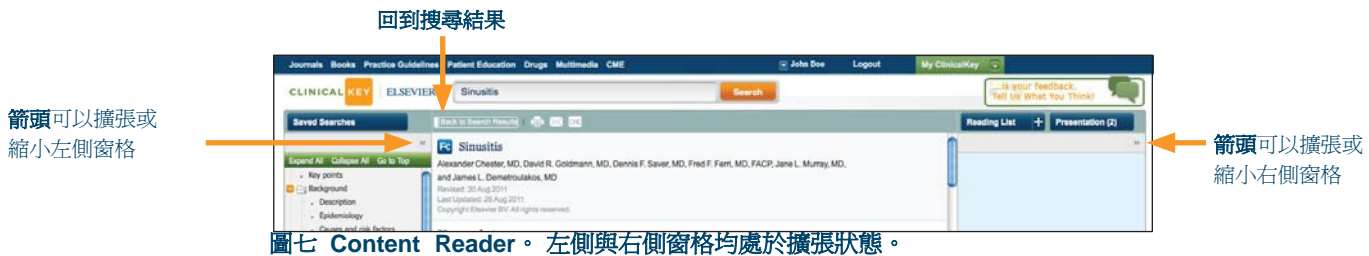 回到搜尋結果
Journals Books Practice Guidelines Patient Education Drugs Multimedia CME John Doe Logout My ClinicalKey
CLINICAL KEY ELSEVIER Sinusitis Search
...is your feedback.
Tell Us What You Think!
Saved Searches Back to Search Results Reading List + Presentation (2)
箭頭可以擴張或
縮小左側窗格
箭頭可以擴張或
縮小右側窗格
« »
Fc Sinusitis
Expand All Collapse All Go to Top
Alexander Chester, MD, David R. Goldmann, MD, Dennis F. Saver, MD, Fred F. Ferri, MD, FACP, Jane L. Murray, MD,
and James L. Demetroulakos, MD
Key points
Background
Revised: 30 Aug 2011
Description
Last Updated: 26 Aug 2011
Epidemiology
Copyright Elsevier BV. All rights reserved.
Causes and risk factors
圖七 Content Reader。 左側與右側窗格均處於擴張狀態。